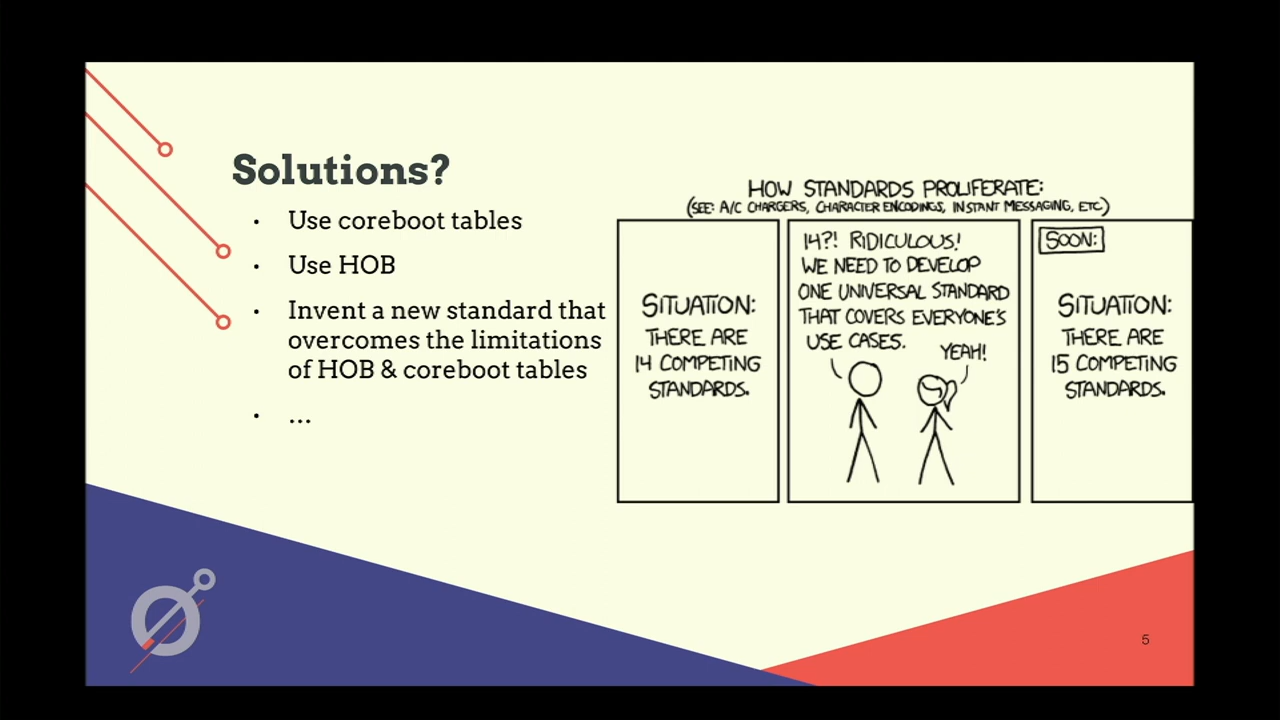 Solutions?
· Use coreboot tables
· Use HOB
· Invent a new standard that
overcomes the limitations
of HOB & coreboot tables
· ...
HOW STANDARDS PROLIFERATE:
(SEE: A/C CHARGERS, CHARACTER ENCODINGS, INSTANT MESSAGING, ETC.)
SITUATION:
THERE ARE
14 COMPETING
STANDARDS.
14?! RIDICULOUS!
WE NEED TO DEVELOP
ONE UNIVERSAL STANDARD
THAT COVERS EVERYONE'S
USE CASES.
YEAH!
SOON:
SITUATION:
THERE ARE
15 COMPETING
STANDARDS.
5